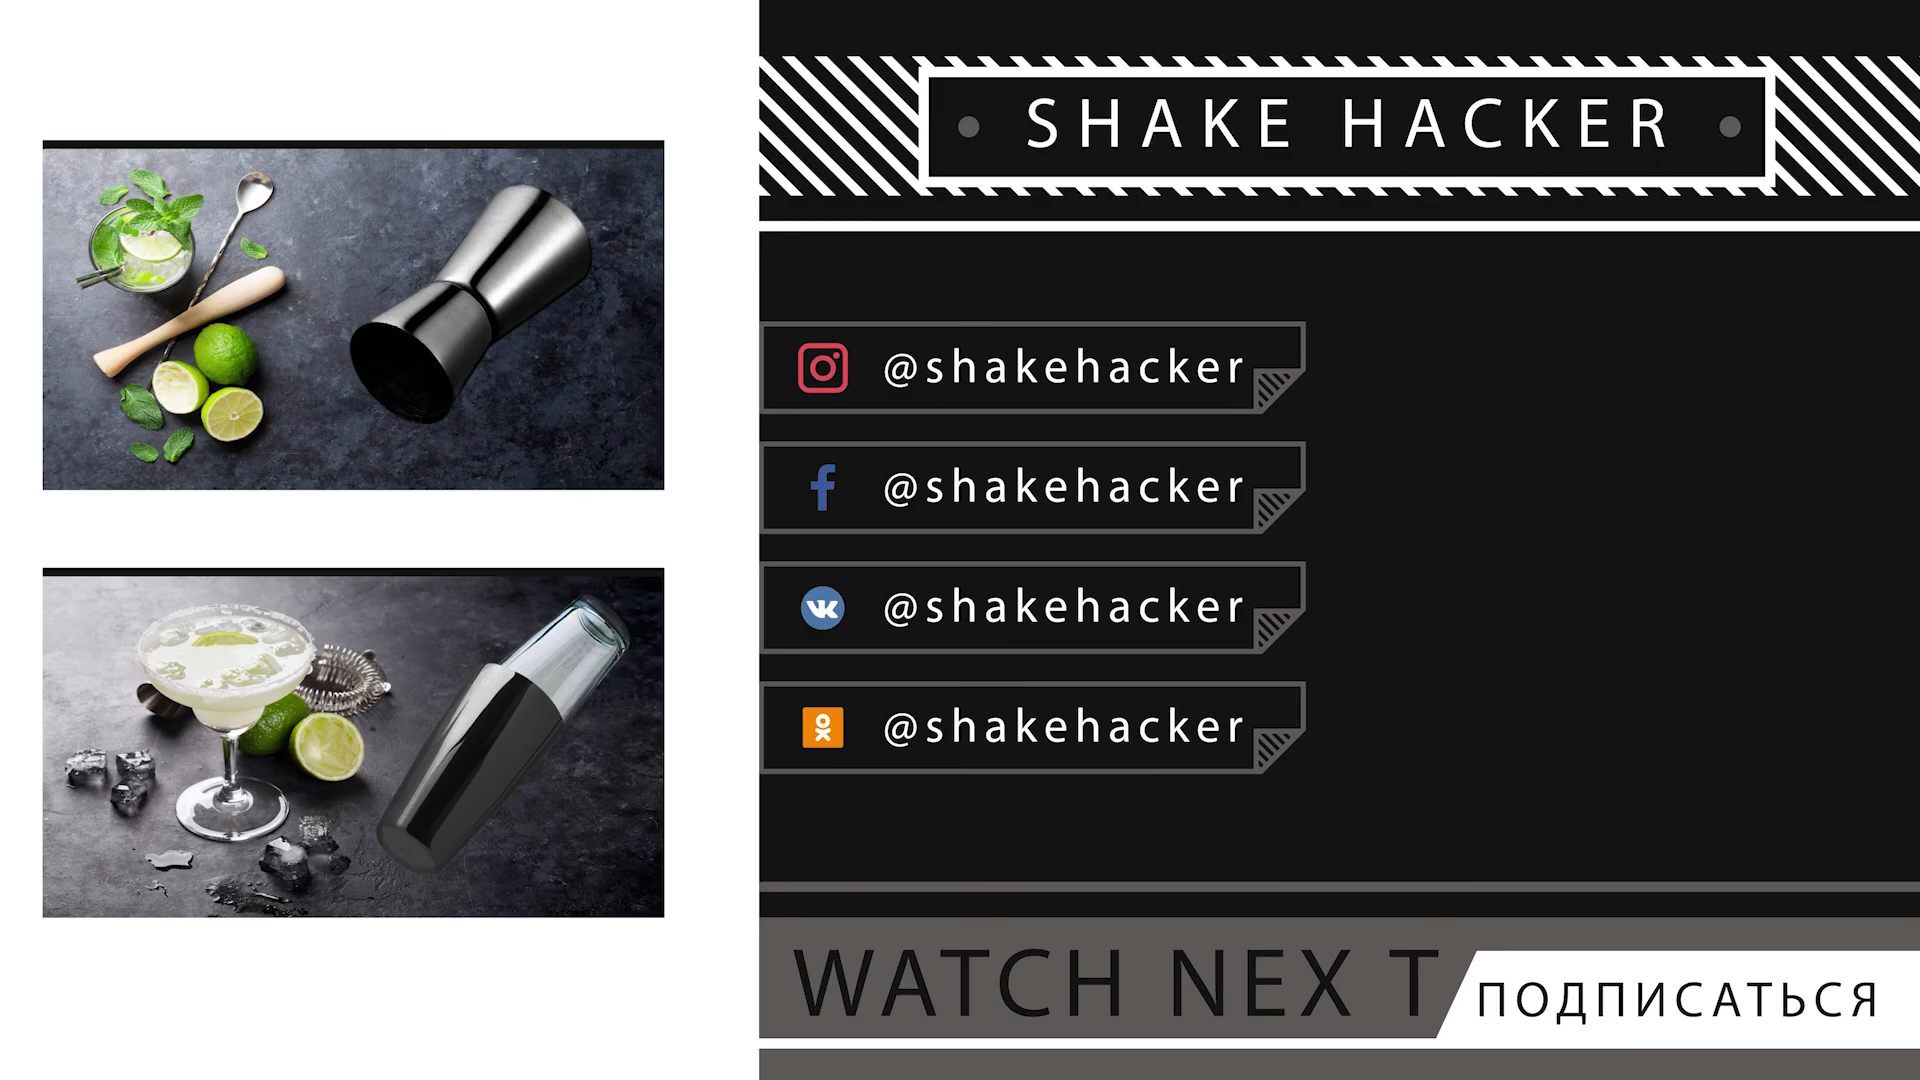 SHAKE HACKER
@shakehacker
@shakehacker
@shakehacker
@shakehacker
WATCH NEX T
ПОДПИСАТЬСЯ